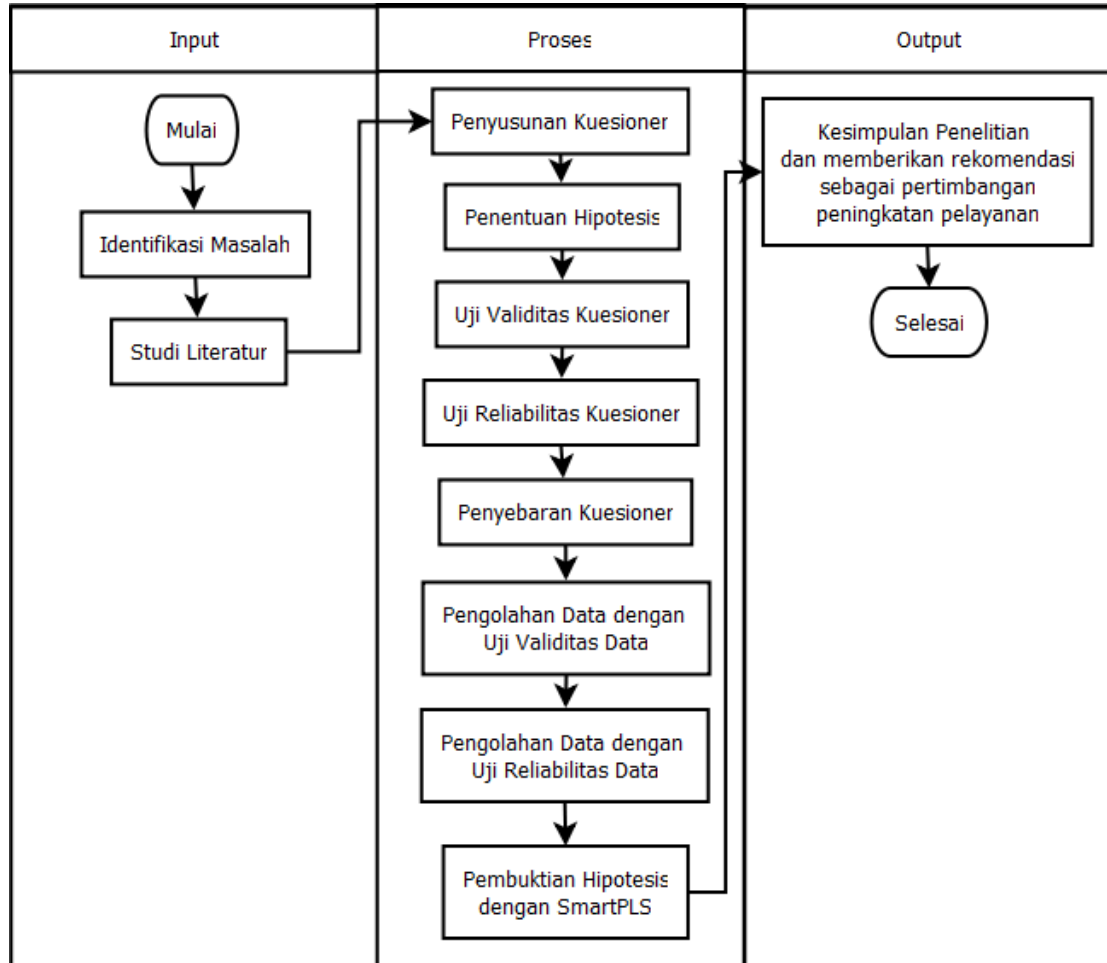 Input
Proses
Output
Mulai
Identifikasi Masalah
Studi Literatur
Penyusunan Kuesioner
Penentuan Hipotesis
Uji Validitas Kuesioner
Uji Reliabilitas Kuesioner
Penyebaran Kuesioner
Pengolahan Data dengan
Uji Validitas Data
Pengolahan Data dengan
Uji Reliabilitas Data
Pembuktian Hipotesis
dengan SmartPLS
Kesimpulan Penelitian
dan memberikan rekomendasi
sebagai pertimbangan
peningkatan pelayanan
Selesai